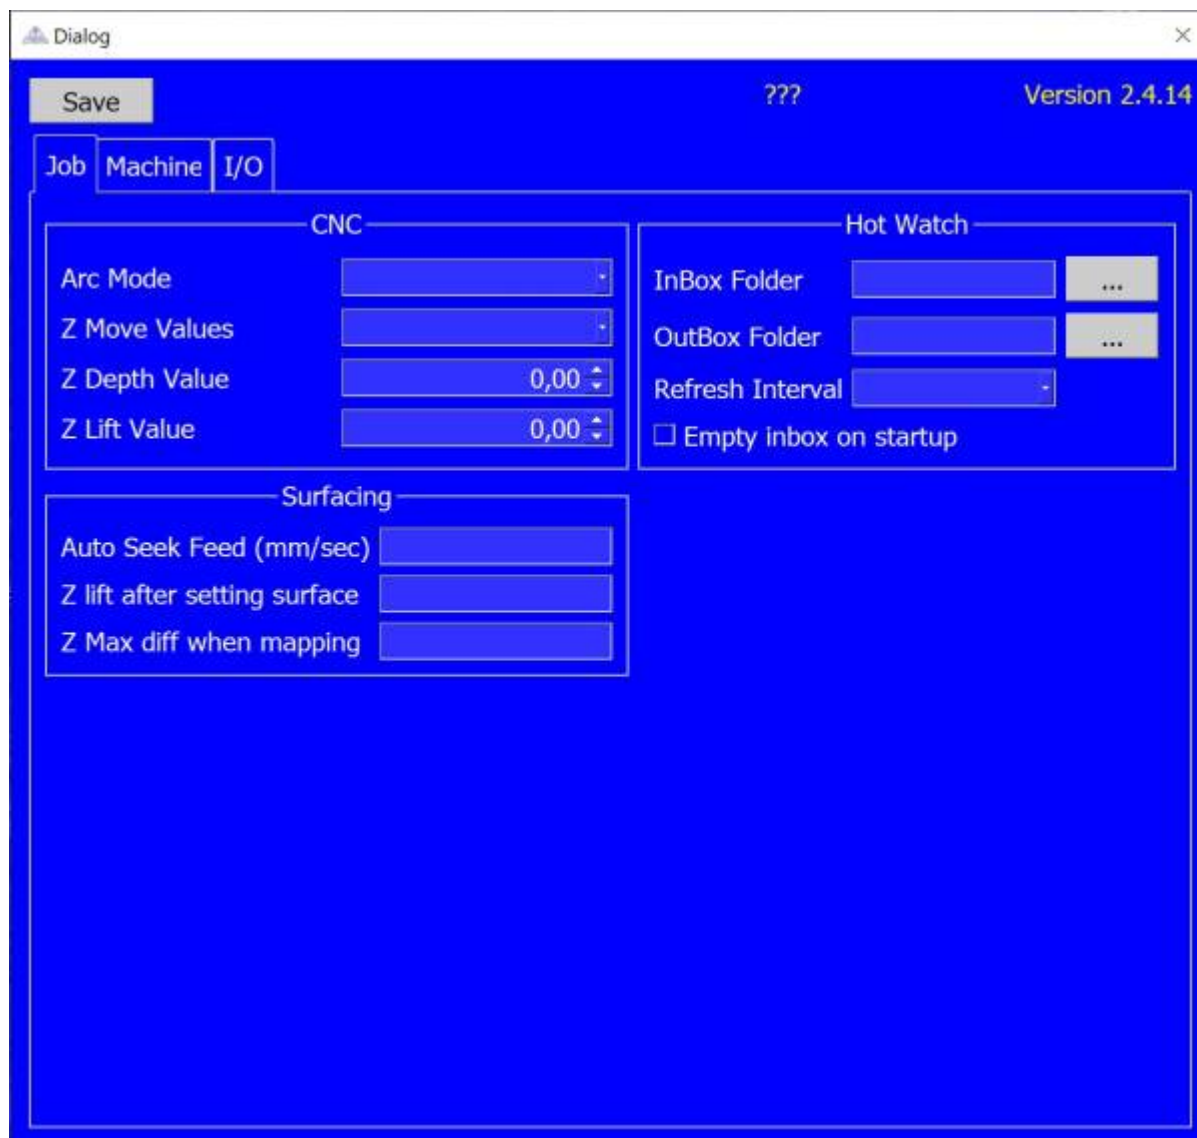 Dialog
Save ??? Version 2.4.14
Job Machine I/O
CNC
Arc Mode
Z Move Values
Z Depth Value 0,00
Z Lift Value 0,00
Hot Watch
InBox Folder ...
OutBox Folder ...
Refresh Interval
Empty inbox on startup
Surfacing
Auto Seek Feed (mm/sec)
Z lift after setting surface
Z Max diff when mapping